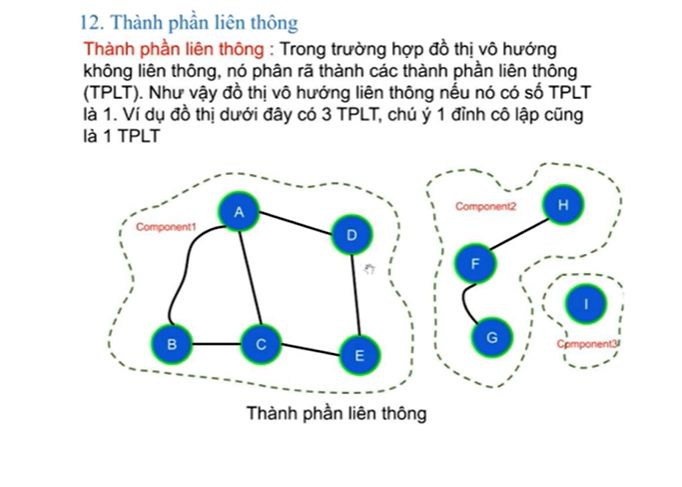 12. Thành phần liên thông
Thành phần liên thông : Trong trường hợp đồ thị vô hướng
không liên thông, nó phân rã thành các thành phần liên thông
(TPLT). Như vậy đồ thị vô hướng liên thông nếu nó có số TPLT
là 1. Ví dụ đồ thị dưới đây có 3 TPLT, chú ý 1 đỉnh cô lập cũng
là 1 TPLT
Component1
A
D
B
C
E
Component2
H
F
G
I
Component3
Thành phần liên thông